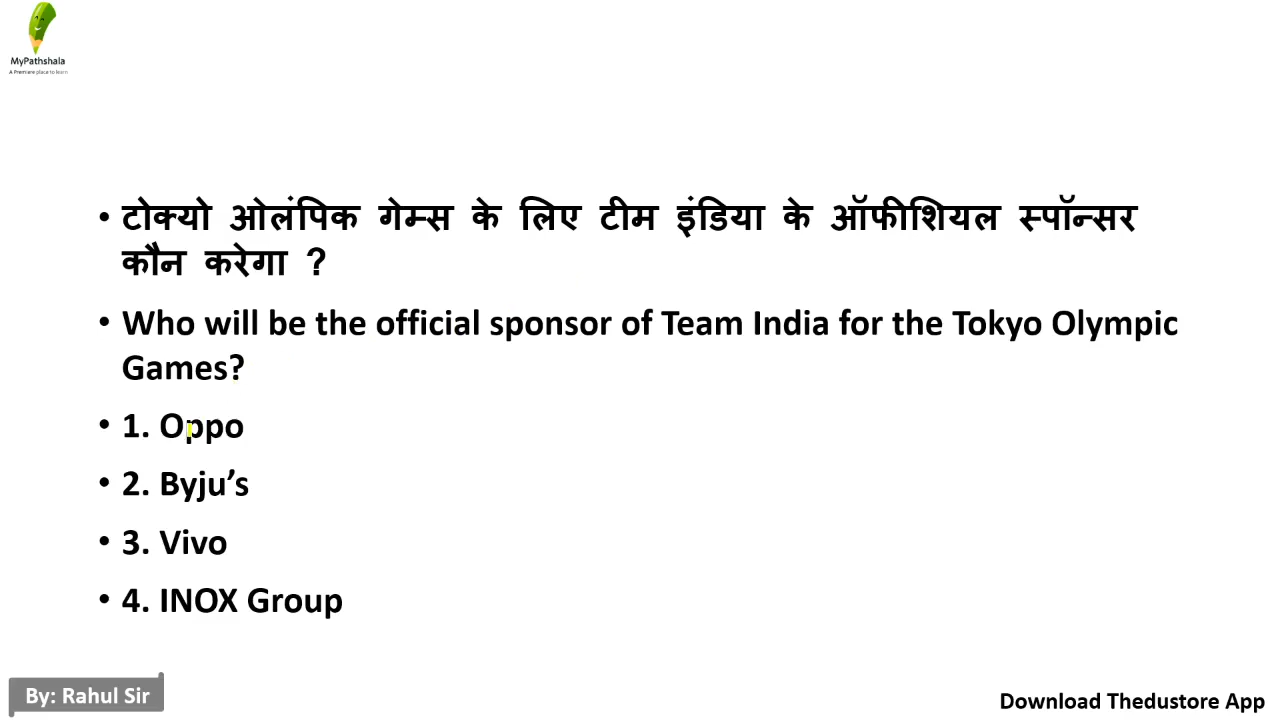 MyPathshala
A Premiere place to learn
• टोक्यो ओलंपिक गेम्स के लिए टीम इंडिया के ऑफीशियल स्पॉन्सर
कौन करेगा ?
• Who will be the official sponsor of Team India for the Tokyo Olympic
Games?
• 1. Oppo
• 2. Byju’s
• 3. Vivo
• 4. INOX Group
By: Rahul Sir
Download Thedustore App